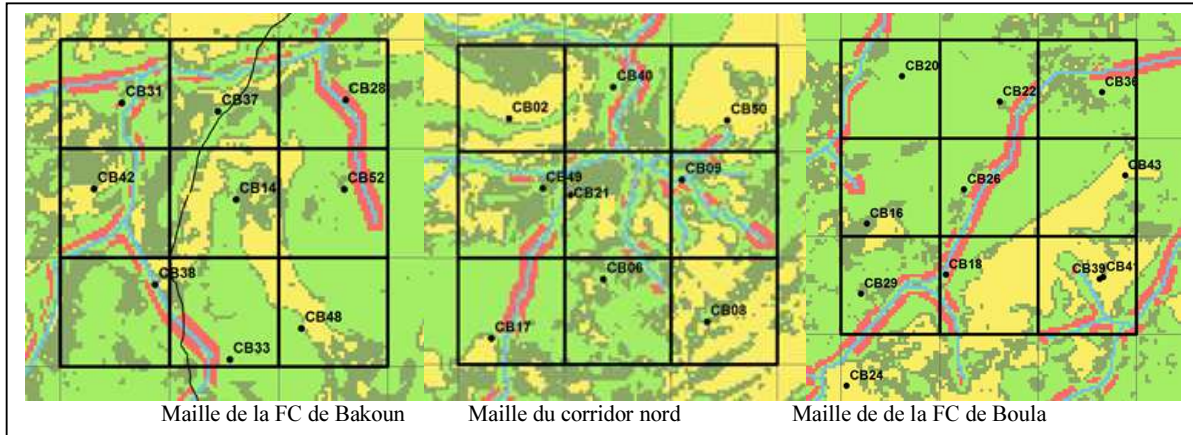 CB31
CB37
CB28
CB42
CB14
CB52
CB38
CB48
CB33
CB40
CB02
CB50
CB49
CB21
CB09
CB06
CB08
CB17
CB20
CB22
CB36
CB43
CB26
CB16
CB18
CB39
CB41
CB29
CB24
Maille de la FC de Bakoun
Maille du corridor nord
Maille de de la FC de Boula